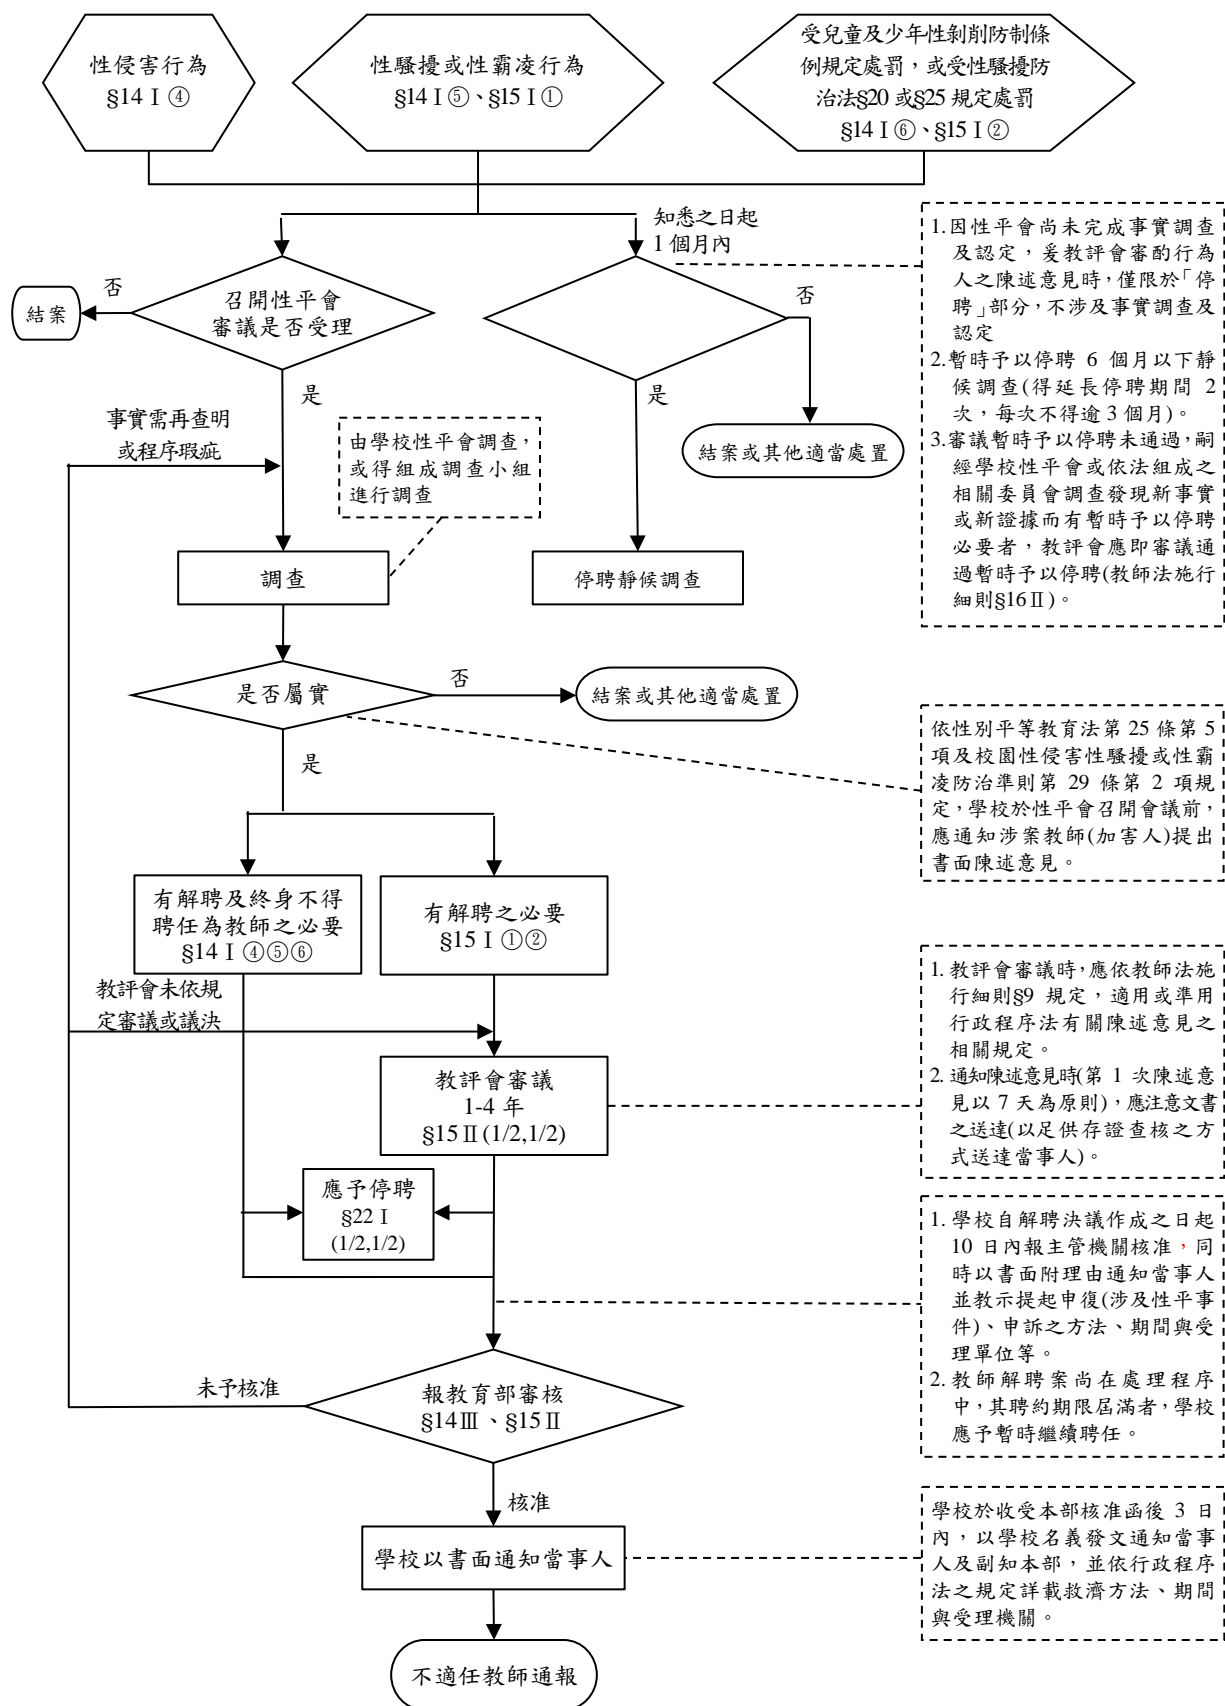 性侵害行為
§14Ⅰ④
性騷擾或性霸凌行為
§14Ⅰ⑤、§15Ⅰ①
受兒童及少年性剝削防制條
例規定處罰，或受性騷擾防
治法§20 或§25 規定處罰
§14Ⅰ⑥、§15Ⅰ②
知悉之日起
1 個月內
1.因性平會尚未完成事實調查
及認定，爰教評會審酌行為
人之陳述意見時，僅限於「停
聘」部分，不涉及事實調查及
認定
2.暫時予以停聘 6 個月以下靜
候調查(得延長停聘期間 2
次，每次不得逾 3 個月)。
3.審議暫時予以停聘未通過，嗣
經學校性平會或依法組成之
相關委員會調查發現新事實
或新證據而有暫時予以停聘
必要者，教評會應即審議通
過暫時予以停聘(教師法施行
細則§16Ⅱ)。
否
結案
召開性平會
審議是否受理
否
是
是
事實需再查明
或程序瑕疵
由學校性平會調查，
或得組成調查小組
進行調查
結案或其他適當處置
調查
停聘靜候調查
是否屬實
否
結案或其他適當處置
是
依性別平等教育法第 25 條第 5
項及校園性侵害性騷擾或性霸
凌防治準則第 29 條第 2 項規
定，學校於性平會召開會議前，
應通知涉案教師(加害人)提出
書面陳述意見。
有解聘及終身不得
聘任為教師之必要
§14Ⅰ④⑤⑥
有解聘之必要
§15Ⅰ①②
教評會未依規
定審議或議決
教評會審議
1-4 年
§15Ⅱ(1/2,1/2)
1. 教評會審議時，應依教師法施
行細則§9 規定，適用或準用
行政程序法有關陳述意見之
相關規定。
2. 通知陳述意見時(第 1 次陳述意
見以 7 天為原則)，應注意文書
之送達(以足供存證查核之方
式送達當事人)。
應予停聘
§22Ⅰ
(1/2,1/2)
1. 學校自解聘決議作成之日起
10 日內報主管機關核准，同
時以書面附理由通知當事人
並教示提起申復(涉及性平事
件)、申訴之方法、期間與受
理單位等。
2. 教師解聘案尚在處理程序
中，其聘約期限屆滿者，學校
應予暫時繼續聘任。
未予核准
報教育部審核
§14Ⅲ、§15Ⅱ
核准
學校以書面通知當事人
學校於收受本部核准函後 3 日
內，以學校名義發文通知當事
人及副知本部，並依行政程序
法之規定詳載救濟方法、期間
與受理機關。
不適任教師通報